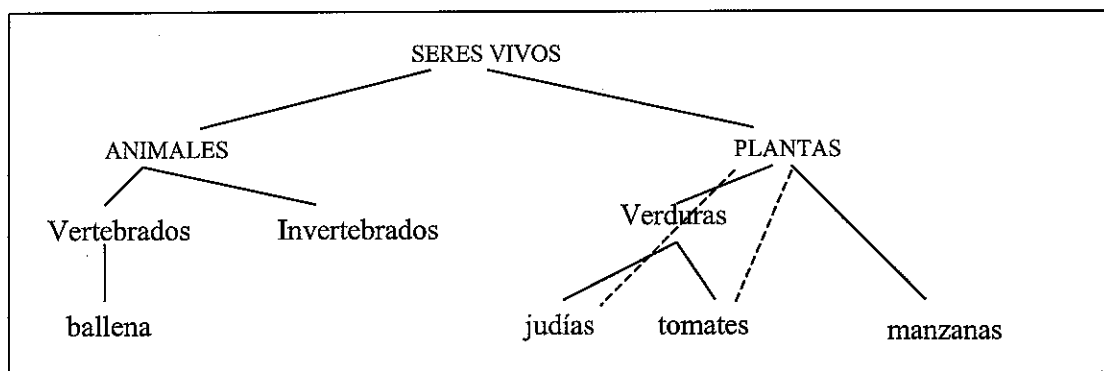 SERES VIVOS
ANIMALES
PLANTAS
Vertebrados
Invertebrados
Verduras
ballena
judías
tomates
manzanas